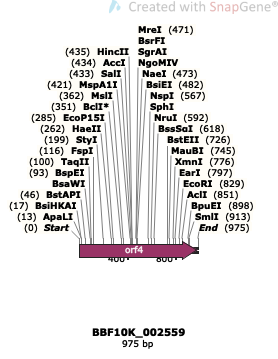 Created with SnapGene®
MreI (471)
BsrFI
(435) HincII SgrAI
(434) AccI NgoMIV
(433) SalI NaeI (473)
(421) MspA1I BsiEI (482)
(362) MslI NspI (567)
(351) BclI* SphI
(285) EcoP15I NruI (592)
(262) HaeII BssSαI (618)
(199) StyI BstEII (726)
(116) FspI MauBI (745)
(100) TaqII XmnI (776)
(93) BspEI EarI (797)
BsaWI EcoRI (829)
(46) BstAPI AclI (851)
(17) BsiHKAI BpuEI (898)
(13) ApaLI SmlI (913)
(0) Start End (975)
orf4
400 800
BBF10K_002559
975 bp